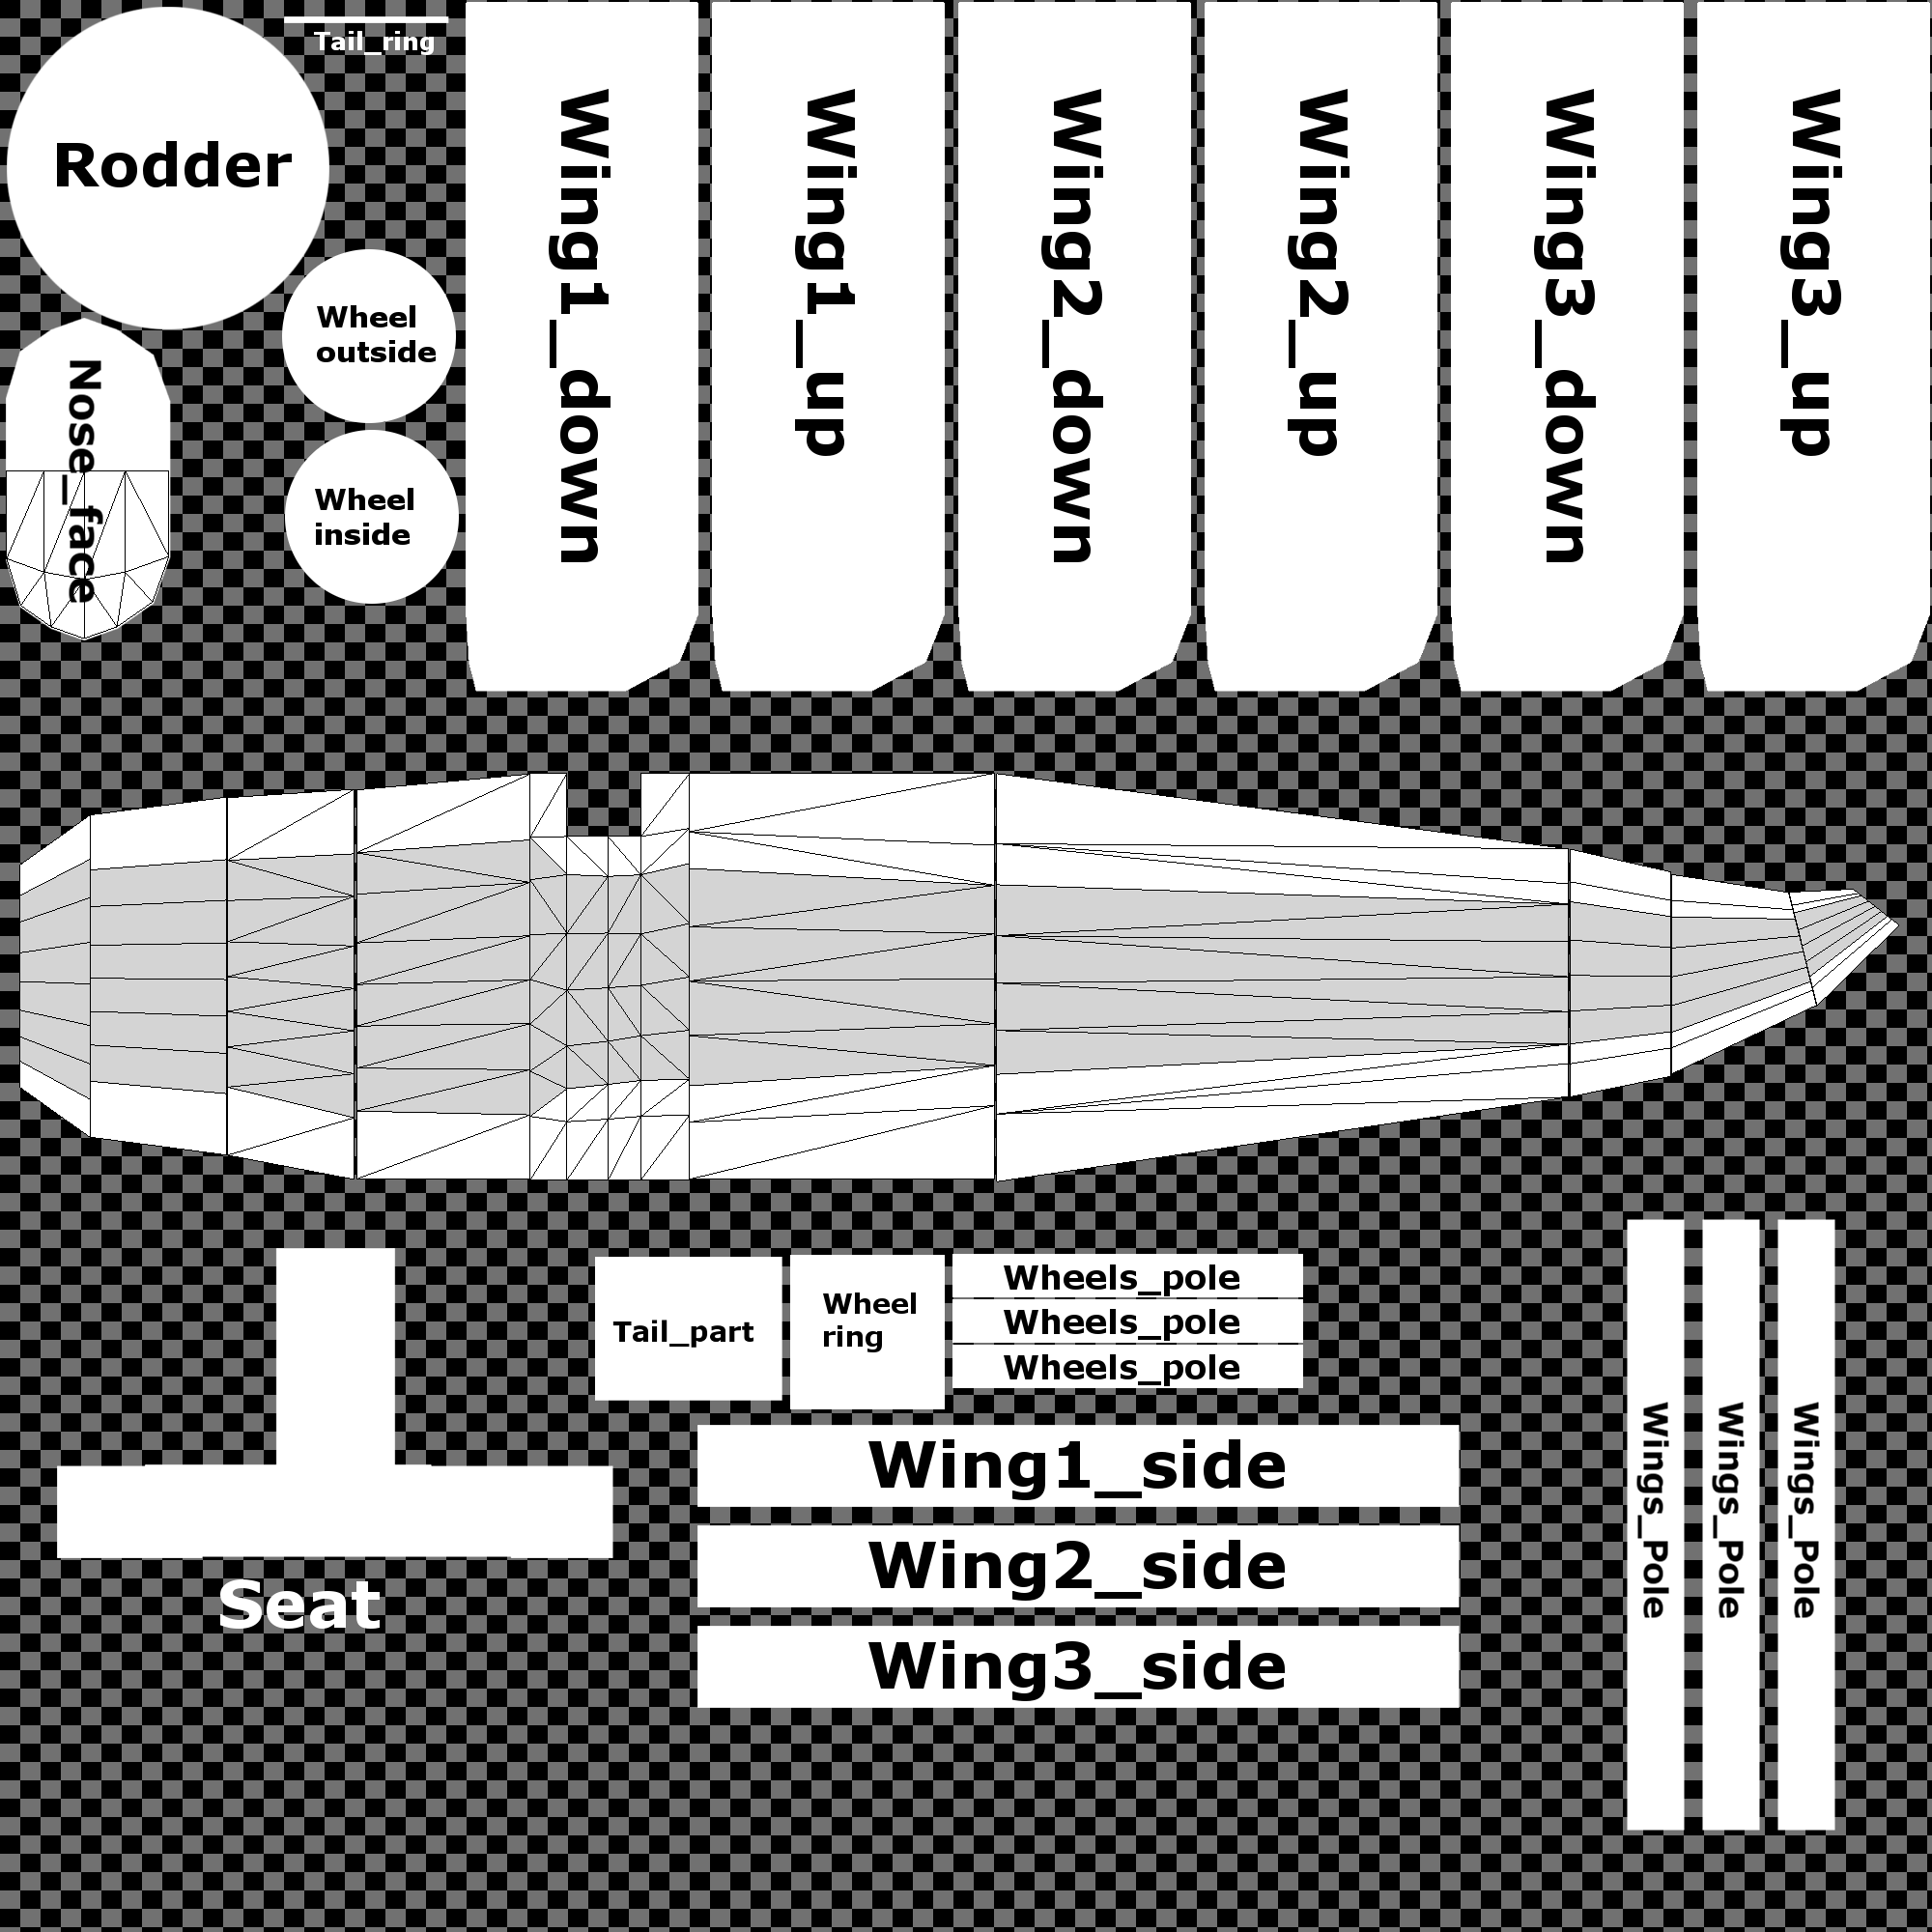 Tail_ring
Rodder
Wing1_down
Wing1_up
Wing2_down
Wing2_up
Wing3_down
Wing3_up
Wheel
outside
Nose_face
Wheel
inside
Wheels_pole
Wheel
ring
Tail_part
Wheels_pole
Wheels_pole
Wings_Pole
Wings_Pole
Wings_Pole
Wing1_side
Wing2_side
Seat
Wing3_side